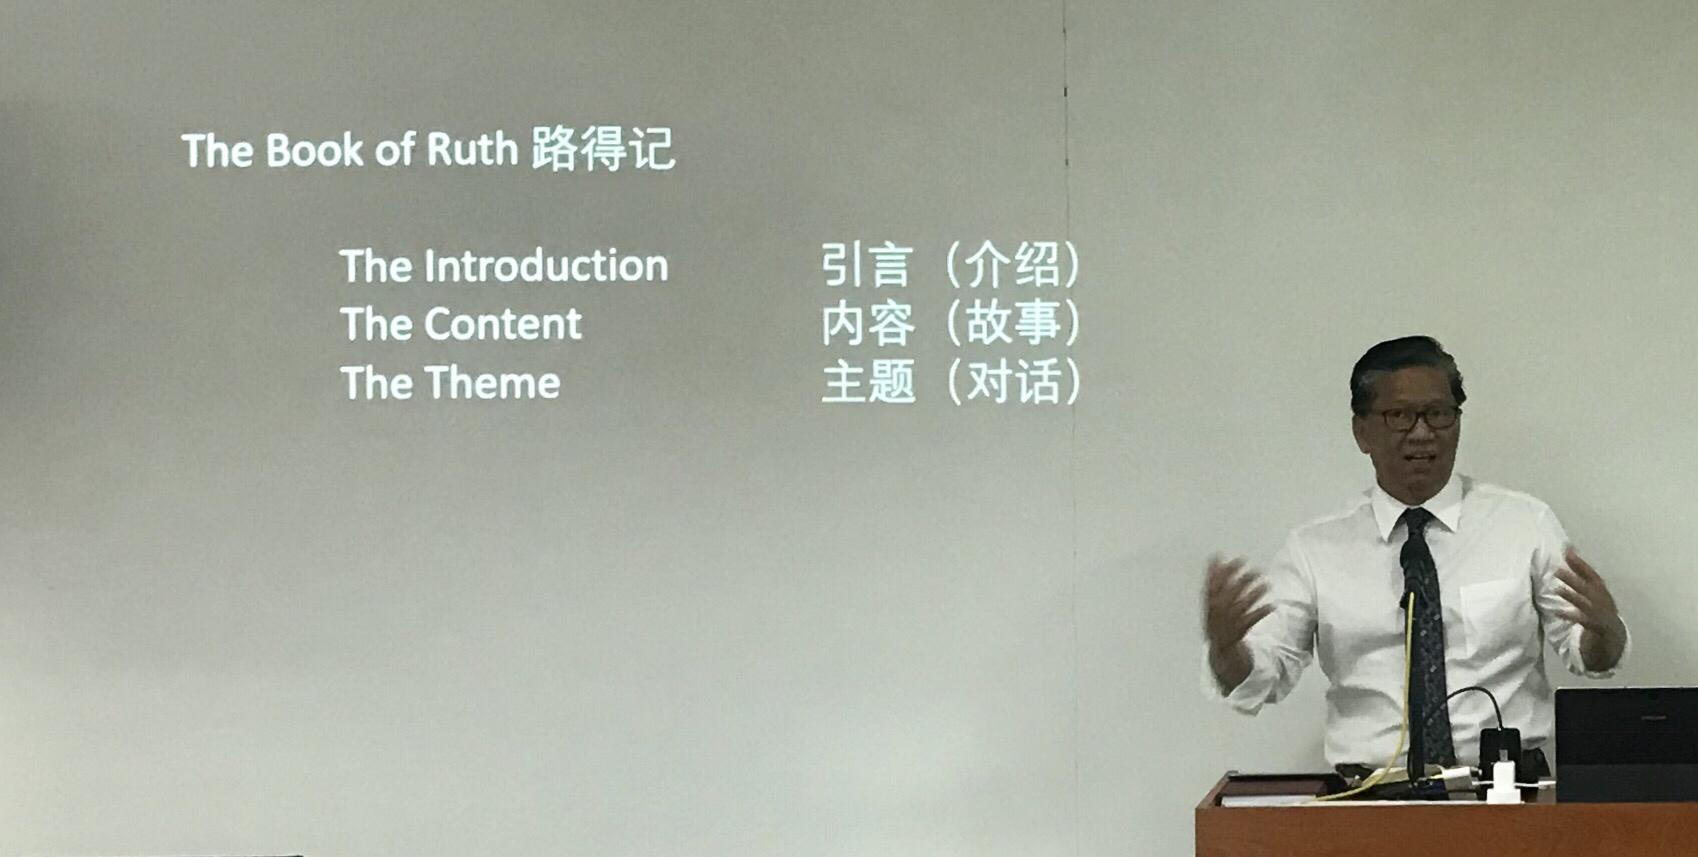 The Book of Ruth 路得记
The Introduction 引言（介绍）
The Content 内容（故事）
The Theme 主题（对话）